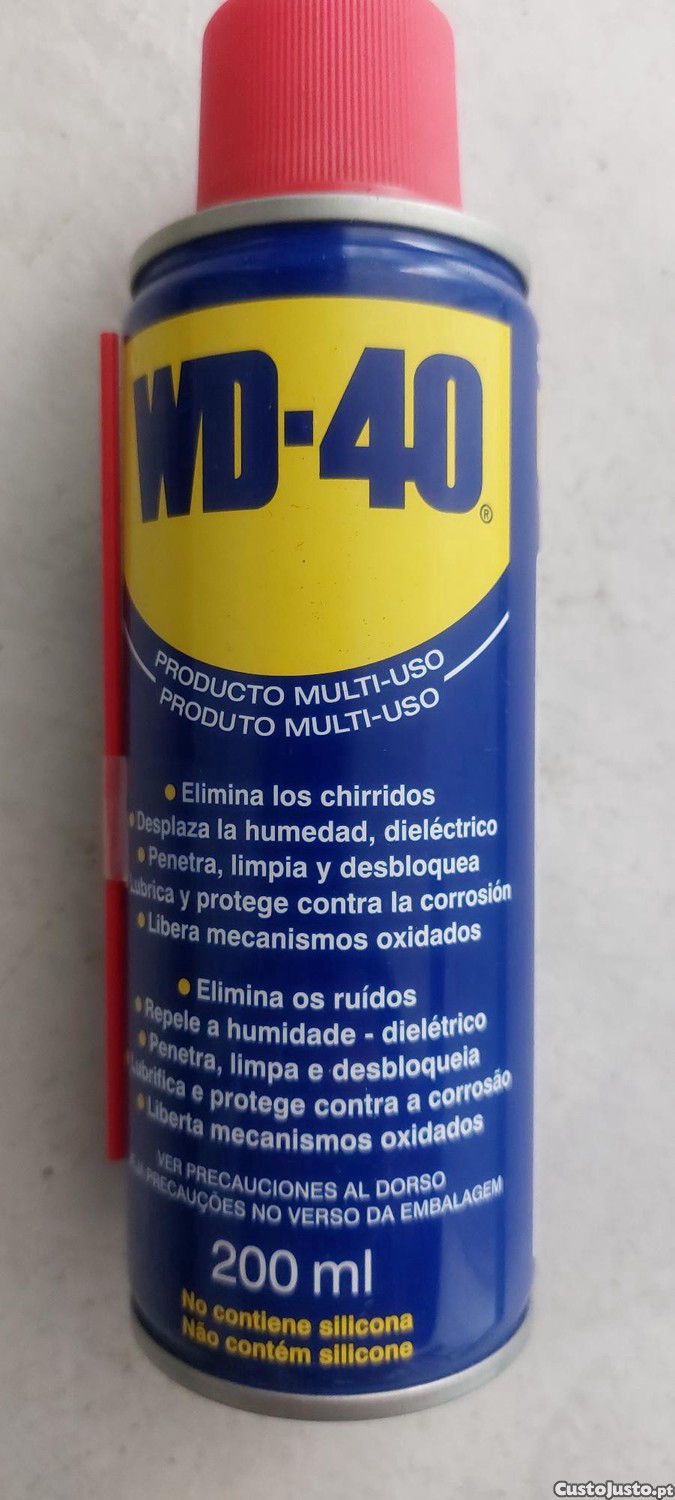 WD-40
®
PRODUCTO MULTI-USO
PRODUTO MULTI-USO
• Elimina los chirridos
• Desplaza la humedad, dieléctrico
• Penetra, limpia y desbloquea
Lubrica y protege contra la corrosión
• Libera mecanismos oxidados
• Elimina os ruídos
• Repele a humidade - dielétrico
• Penetra, limpa e desbloqueia
Lubrifica e protege contra a corrosão
• Liberta mecanismos oxidados
VER PRECAUCIONES AL DORSO
PRECAUÇÕES NO VERSO DA EMBALAGEM
200 ml
No contiene silicona
Não contém silicone
CustoJusto.pt